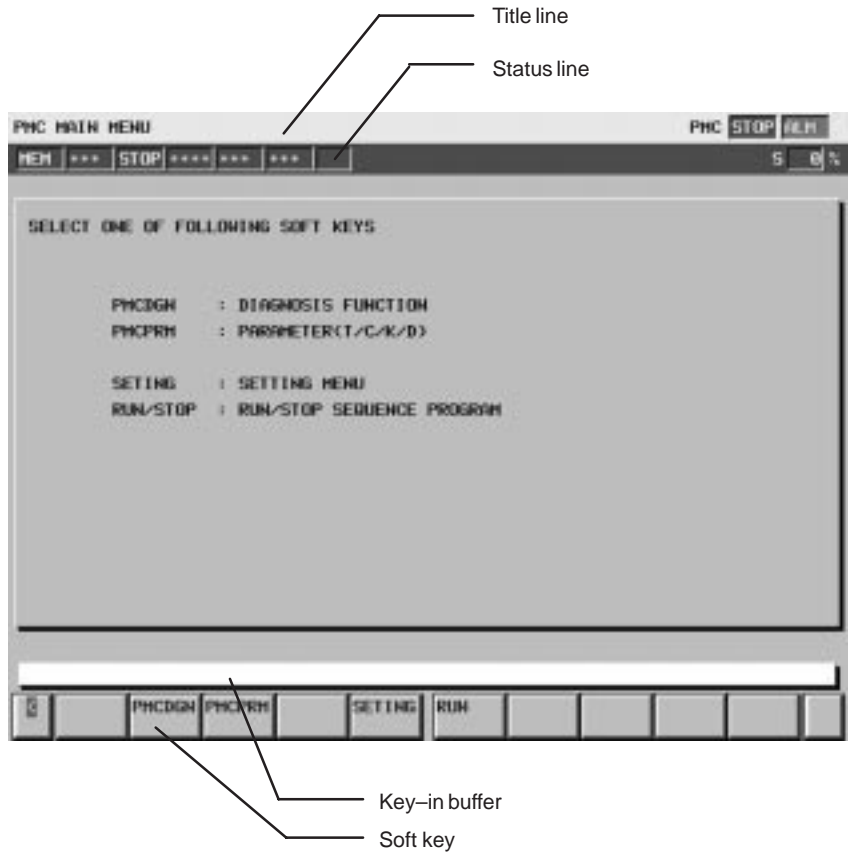 Title line
Status line
PMC MAIN MENU PMC STOP ALM
MEM *** STOP **** *** *** S 0 %
SELECT ONE OF FOLLOWING SOFT KEYS
PMCDGN : DIAGNOSIS FUNCTION
PMCPRM : PARAMETER(T/C/K/D)
SETING : SETTING MENU
RUN/STOP : RUN/STOP SEQUENCE PROGRAM
PMCDGN PMCPRM SETING RUN
Key–in buffer
Soft key